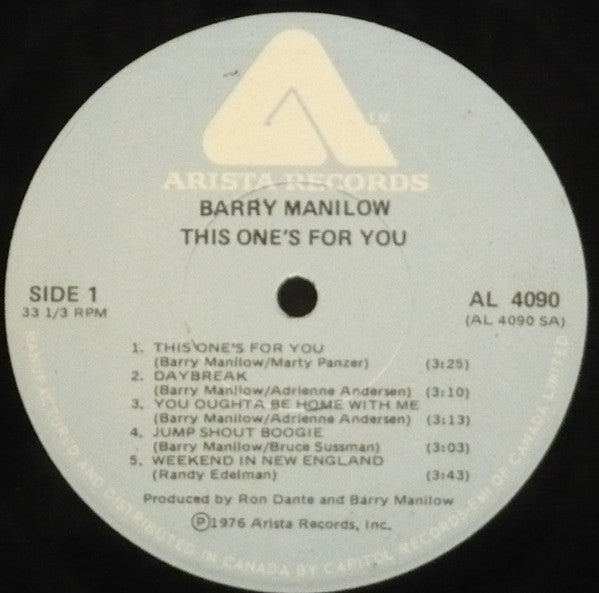 TM
ARISTA RECORDS
BARRY MANILOW
THIS ONE'S FOR YOU
SIDE 1
33 1/3 RPM
AL 4090
(AL 4090 SA)
1. THIS ONE'S FOR YOU
(Barry Manilow/Marty Panzer) (3:25)
2. DAYBREAK
(Barry Manilow/Adrienne Andersen) (3:10)
3. YOU OUGHTA BE HOME WITH ME
(Barry Manilow/Adrienne Andersen) (3:13)
4. JUMP SHOUT BOOGIE
(Barry Manilow/Bruce Sussman) (3:03)
5. WEEKEND IN NEW ENGLAND
(Randy Edelman) (3:43)
Produced by Ron Dante and Barry Manilow
℗1976 Arista Records, Inc.
MANUFACTURED AND DISTRIBUTED IN CANADA BY CAPITOL RECORDS-EMI OF CANADA LIMITED